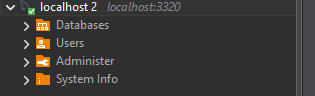 localhost 2 localhost:3320
Databases
Users
Administer
System Info